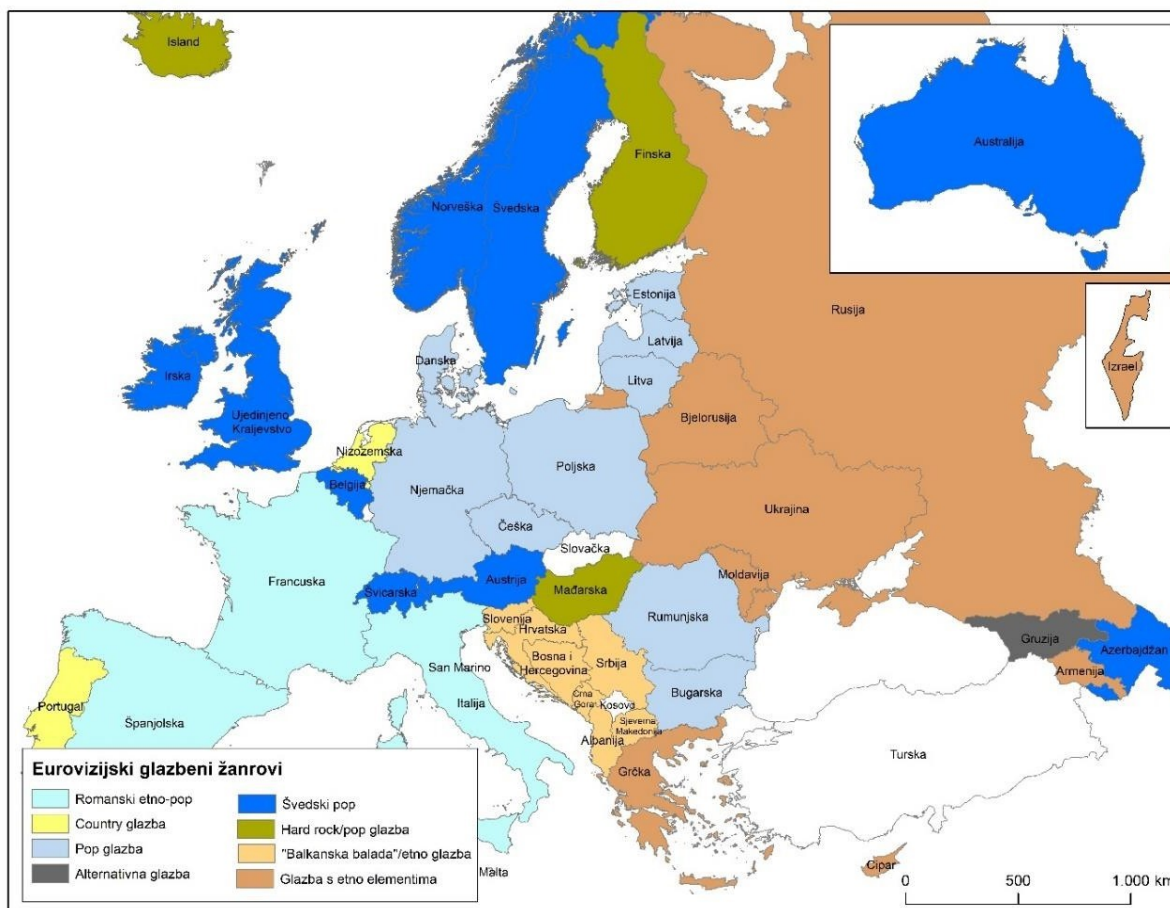 Island
Finska
Australija
Norveška
Švedska
Estonija
Rusija
Latvija
Danska
Izrael
Irska
Litva
Ujedinjeno
Kraljevstvo
Bjelorusija
Nizozemska
Poljska
Belgija
Njemačka
Ukrajina
Češka
Slovačka
Francuska
Austrija
Moldavija
Švicarska
Mađarska
Slovenija
Hrvatska
Rumunjska
Gruzija
Azerbajdžan
Bosna i
Hercegovina
Srbija
San Marino
Armenija
Crna
Gora
Kosovo
Bugarska
Portugal
Italija
Španjolska
Sjeverna
Makedonija
Albanija
Turska
Grčka
Cipar
Malta
Eurovizijski glazbeni žanrovi
Romanski etno-pop
Country glazba
Pop glazba
Alternativna glazba
Švedski pop
Hard rock/pop glazba
"Balkanska balada"/etno glazba
Glazba s etno elementima
0 500 1.000 km